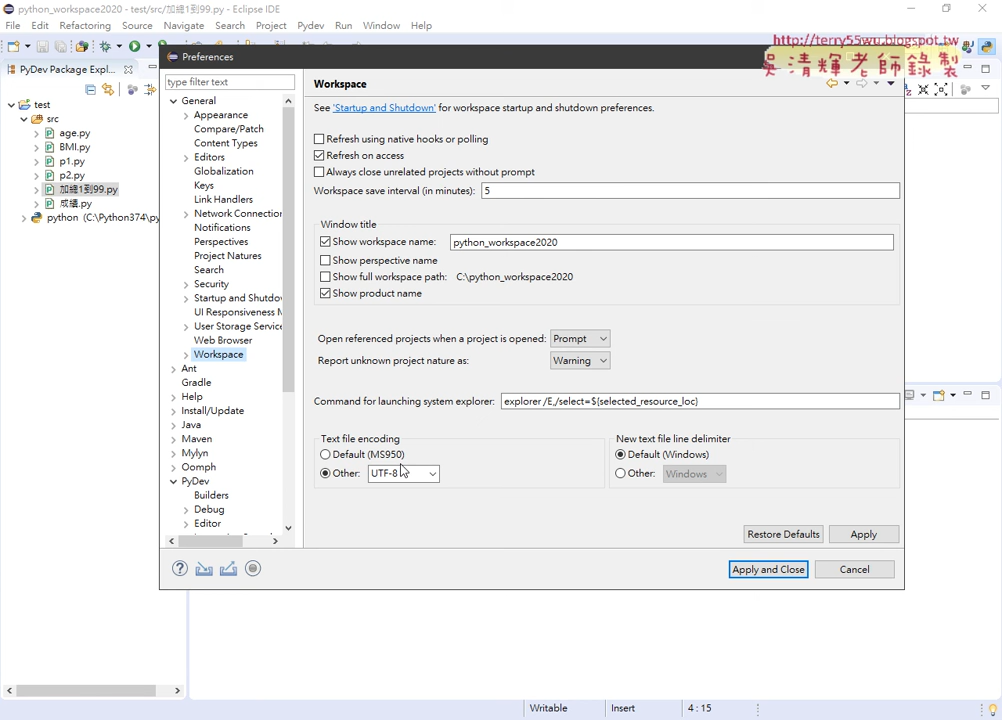 python_workspace2020 - test/src/加總1到99.py - Eclipse IDE
File Edit Refactoring Source Navigate Search Project Pydev Run Window Help
http://terry55wu.blogspot.tw
吳清輝老師錄製
PyDev Package Expl...
test
src
age.py
BMI.py
p1.py
p2.py
加總1到99.py
成績.py
python (C:\Python374\py
Preferences
type filter text
General
Appearance
Compare/Patch
Content Types
Editors
Globalization
Keys
Link Handlers
Network Connection
Notifications
Perspectives
Project Natures
Search
Security
Startup and Shutdo
UI Responsiveness M
User Storage Service
Web Browser
Workspace
Ant
Gradle
Help
Install/Update
Java
Maven
Mylyn
Oomph
PyDev
Builders
Debug
Editor
Workspace
See 'Startup and Shutdown' for workspace startup and shutdown preferences.
Refresh using native hooks or polling
Refresh on access
Always close unrelated projects without prompt
Workspace save interval (in minutes): 5
Window title
Show workspace name: python_workspace2020
Show perspective name
Show full workspace path: C:\python_workspace2020
Show product name
Open referenced projects when a project is opened: Prompt
Report unknown project nature as: Warning
Command for launching system explorer: explorer /E,/select=${selected_resource_loc}
Text file encoding
Default (MS950)
Other: UTF-8
New text file line delimiter
Default (Windows)
Other: Windows
Restore Defaults Apply
Apply and Close Cancel
Writable Insert 4 : 15